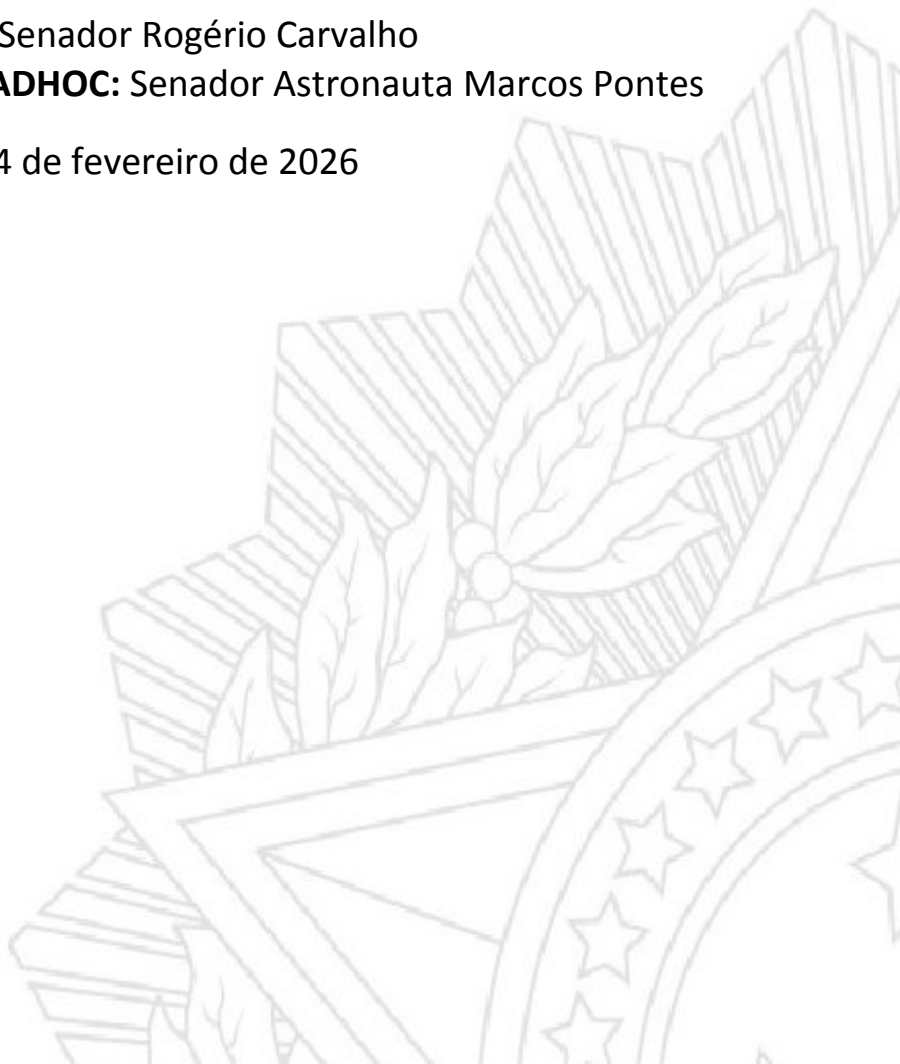 Senador Rogério Carvalho
ADHOC: Senador Astronauta Marcos Pontes
4 de fevereiro de 2026